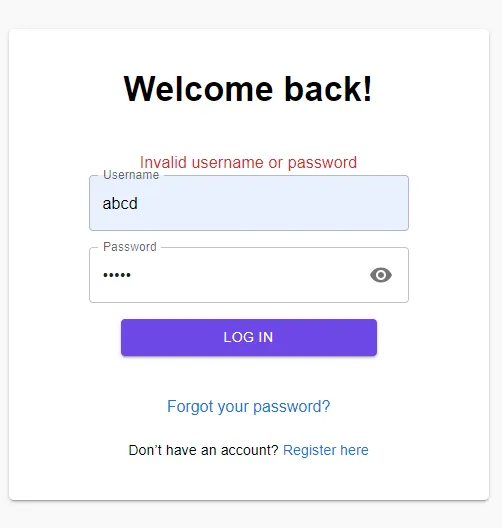 Welcome back!
Invalid username or password
Username
abcd
Password
•••••
LOG IN
Forgot your password?
Don’t have an account? Register here